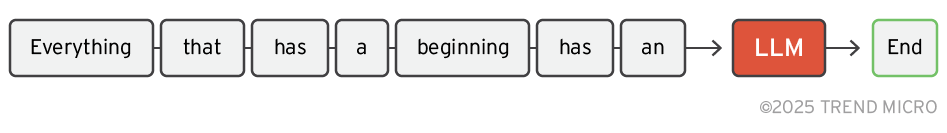 Everything that has a beginning has an LLM End
©2025 TREND MICRO